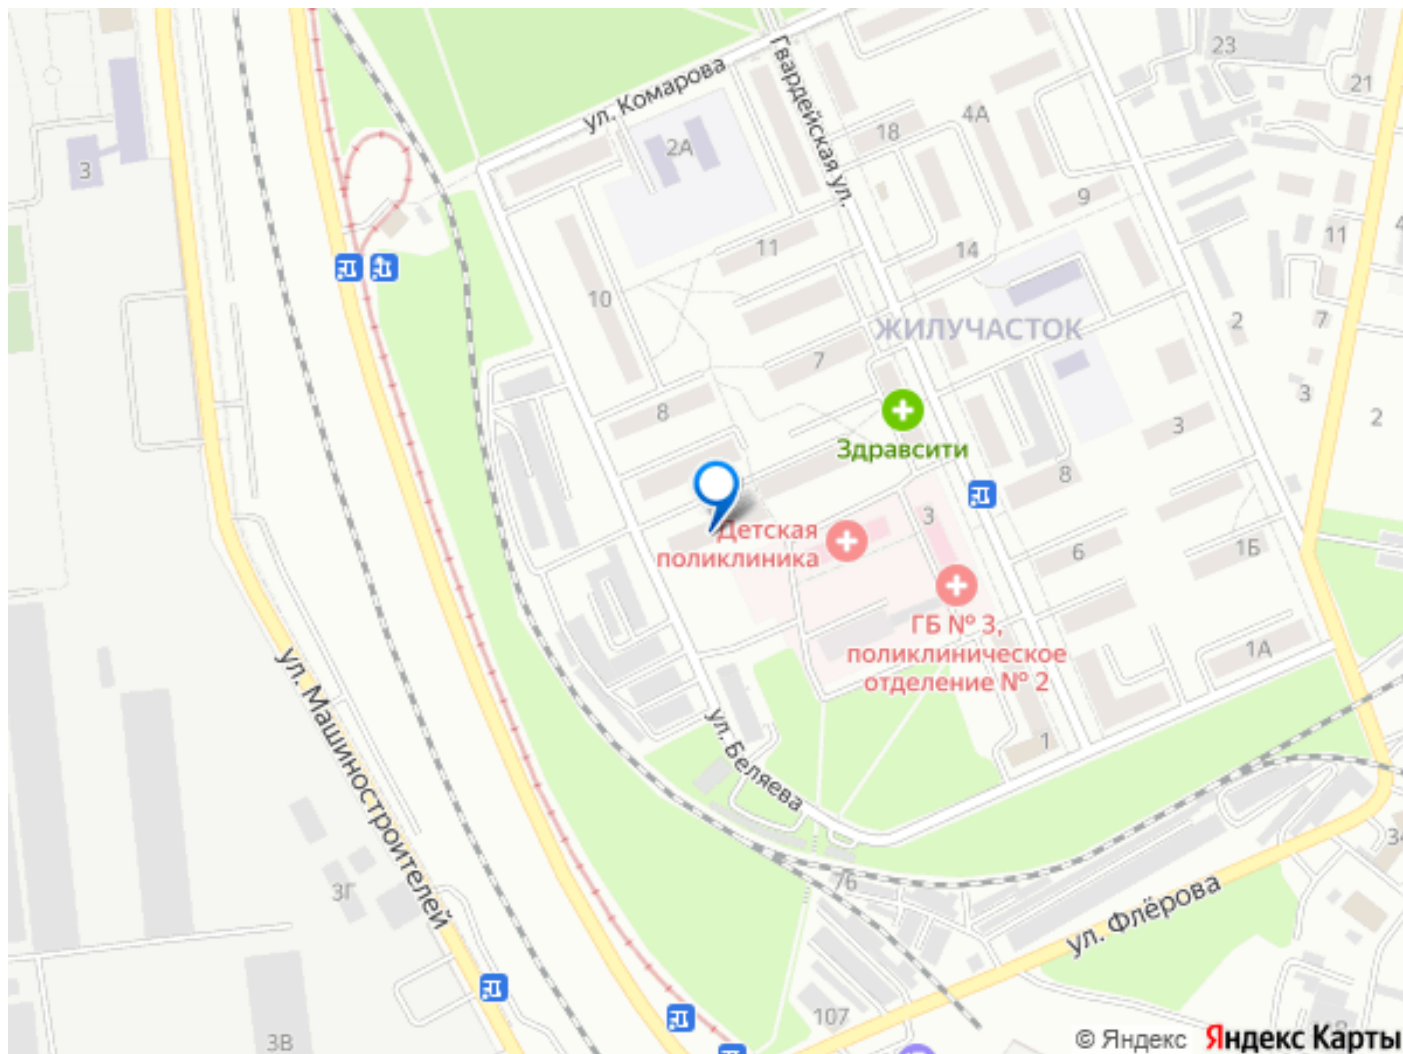 23
21
ул. Комарова
Гвардейская ул.
4А
18
2А
3
9
11
11
14
10
ЖИЛУЧАСТОК
2
7
7
3
8
2
3
Здравсити
8
3
Детская
поликлиника
6
1Б
ГБ № 3,
поликлиническое
отделение № 2
1А
1
ул. Машиностроителей
ул. Беляева
76
3Г
ул. Флёрова
107
3В
© Яндекс Яндекс Карты